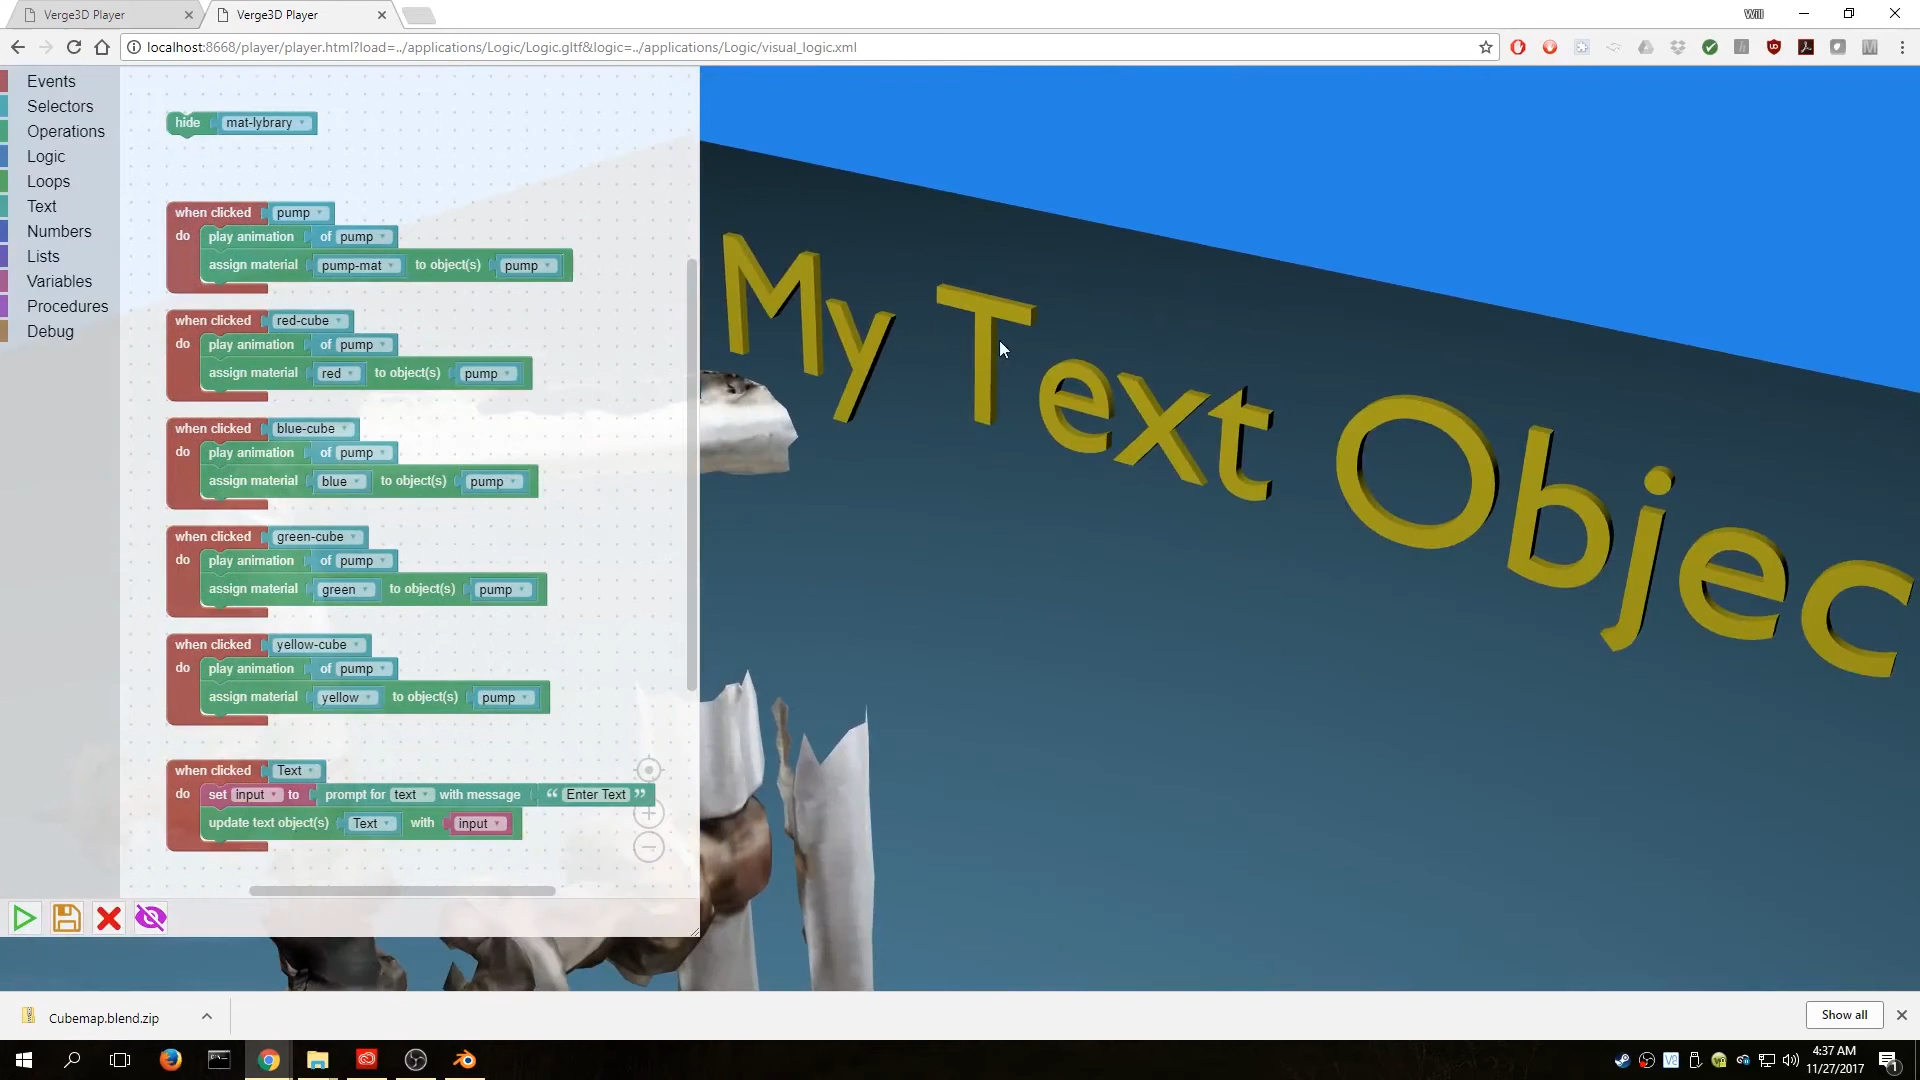 Verge3D Player
Verge3D Player
Will
localhost:8668/player/player.html?load=../applications/Logic/Logic.gltf&logic=../applications/Logic/visual_logic.xml
Events
Selectors
Operations
Logic
Loops
Text
Numbers
Lists
Variables
Procedures
Debug
hide mat-lybrary
when clicked pump
do play animation of pump
assign material pump-mat to object(s) pump
when clicked red-cube
do play animation of pump
assign material red to object(s) pump
when clicked blue-cube
do play animation of pump
assign material blue to object(s) pump
when clicked green-cube
do play animation of pump
assign material green to object(s) pump
when clicked yellow-cube
do play animation of pump
assign material yellow to object(s) pump
when clicked Text
do set input to prompt for text with message “ Enter Text ”
update text object(s) Text with input
My Text Objec
Cubemap.blend.zip
Show all
4:37 AM
11/27/2017